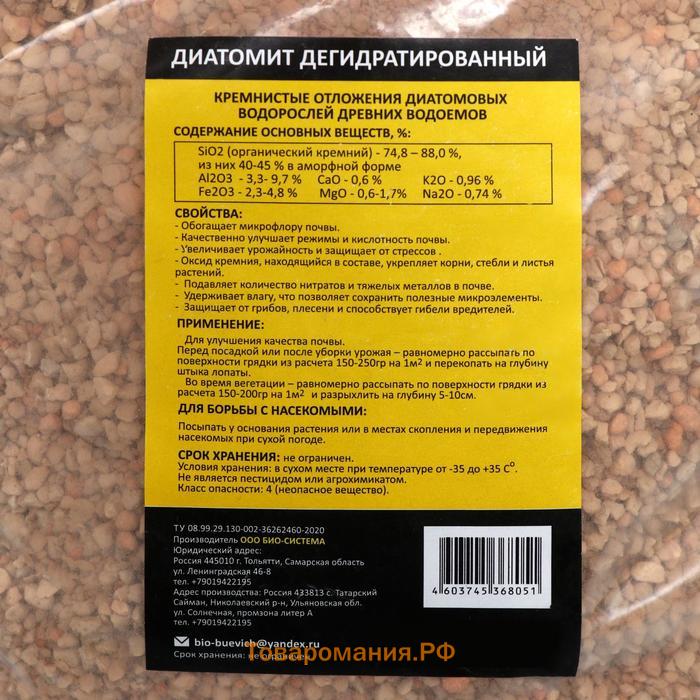 ДИАТОМИТ ДЕГИДРАТИРОВАННЫЙ
КРЕМНИСТЫЕ ОТЛОЖЕНИЯ ДИАТОМОВЫХ
ВОДОРОСЛЕЙ ДРЕВНИХ ВОДОЕМОВ
СОДЕРЖАНИЕ ОСНОВНЫХ ВЕЩЕСТВ, %:
SiO2 (органический кремний) - 74,8 – 88,0 %,
из них 40-45 % в аморфной форме
Al2O3 - 3,3- 9,7 % CaO - 0,6 % K2O - 0,96 %
Fe2O3 - 2,3-4,8 % MgO - 0,6-1,7% Na2O - 0,74 %
СВОЙСТВА:
- Обогащает микрофлору почвы.
- Качественно улучшает режимы и кислотность почвы.
- Увеличивает урожайность и защищает от стрессов .
- Оксид кремния, находящийся в составе, укрепляет корни, стебли и листья
растений.
- Подавляет количество нитратов и тяжелых металлов в почве.
- Удерживает влагу, что позволяет сохранить полезные микроэлементы.
- Защищает от грибов, плесени и способствует гибели вредителей.
ПРИМЕНЕНИЕ:
Для улучшения качества почвы.
Перед посадкой или после уборки урожая – равномерно рассыпать по
поверхности грядки из расчета 150-250гр на 1м2 и перекопать на глубину
штыка лопаты.
Во время вегетации – равномерно рассыпать по поверхности грядки из
расчета 150-200гр на 1м2 и разрыхлить на глубину 5-10см.
ДЛЯ БОРЬБЫ С НАСЕКОМЫМИ:
Посыпать у основания растения или в местах скопления и передвижения
насекомых при сухой погоде.
СРОК ХРАНЕНИЯ: не ограничен.
Условия хранения: в сухом месте при температуре от -35 до +35 С°.
Не является пестицидом или агрохимикатом.
Класс опасности: 4 (неопасное вещество).
ТУ 08.99.29.130-002-36262460-2020
Производитель ООО БИО-СИСТЕМА
Юридический адрес:
Россия 445010 г. Тольятти, Самарская область
ул. Ленинградская 46-8
тел. +79019422195
Адрес производства: Россия 433813 с. Татарский
Сайман, Николаевский р-н, Ульяновская обл.
ул. Солнечная, промзона литер А
тел. +79019422195
bio-buevich@yandex.ru
Срок хранения: не ограничен
4603745368051
Товаромания.РФ